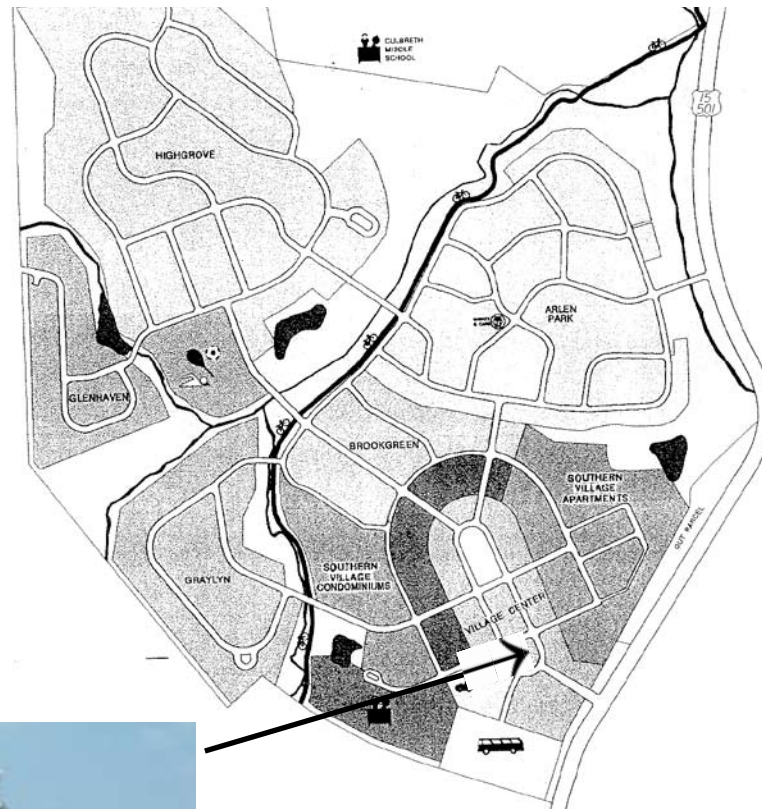 CULBRETH
MIDDLE
SCHOOL
15
501
HIGHGROVE
ARLEN
PARK
GLENHAVEN
BROOKGREEN
SOUTHERN
VILLAGE
APARTMENTS
OUT PARCEL
SOUTHERN
VILLAGE
CONDOMINIUMS
GRAYLYN
VILLAGE CENTER